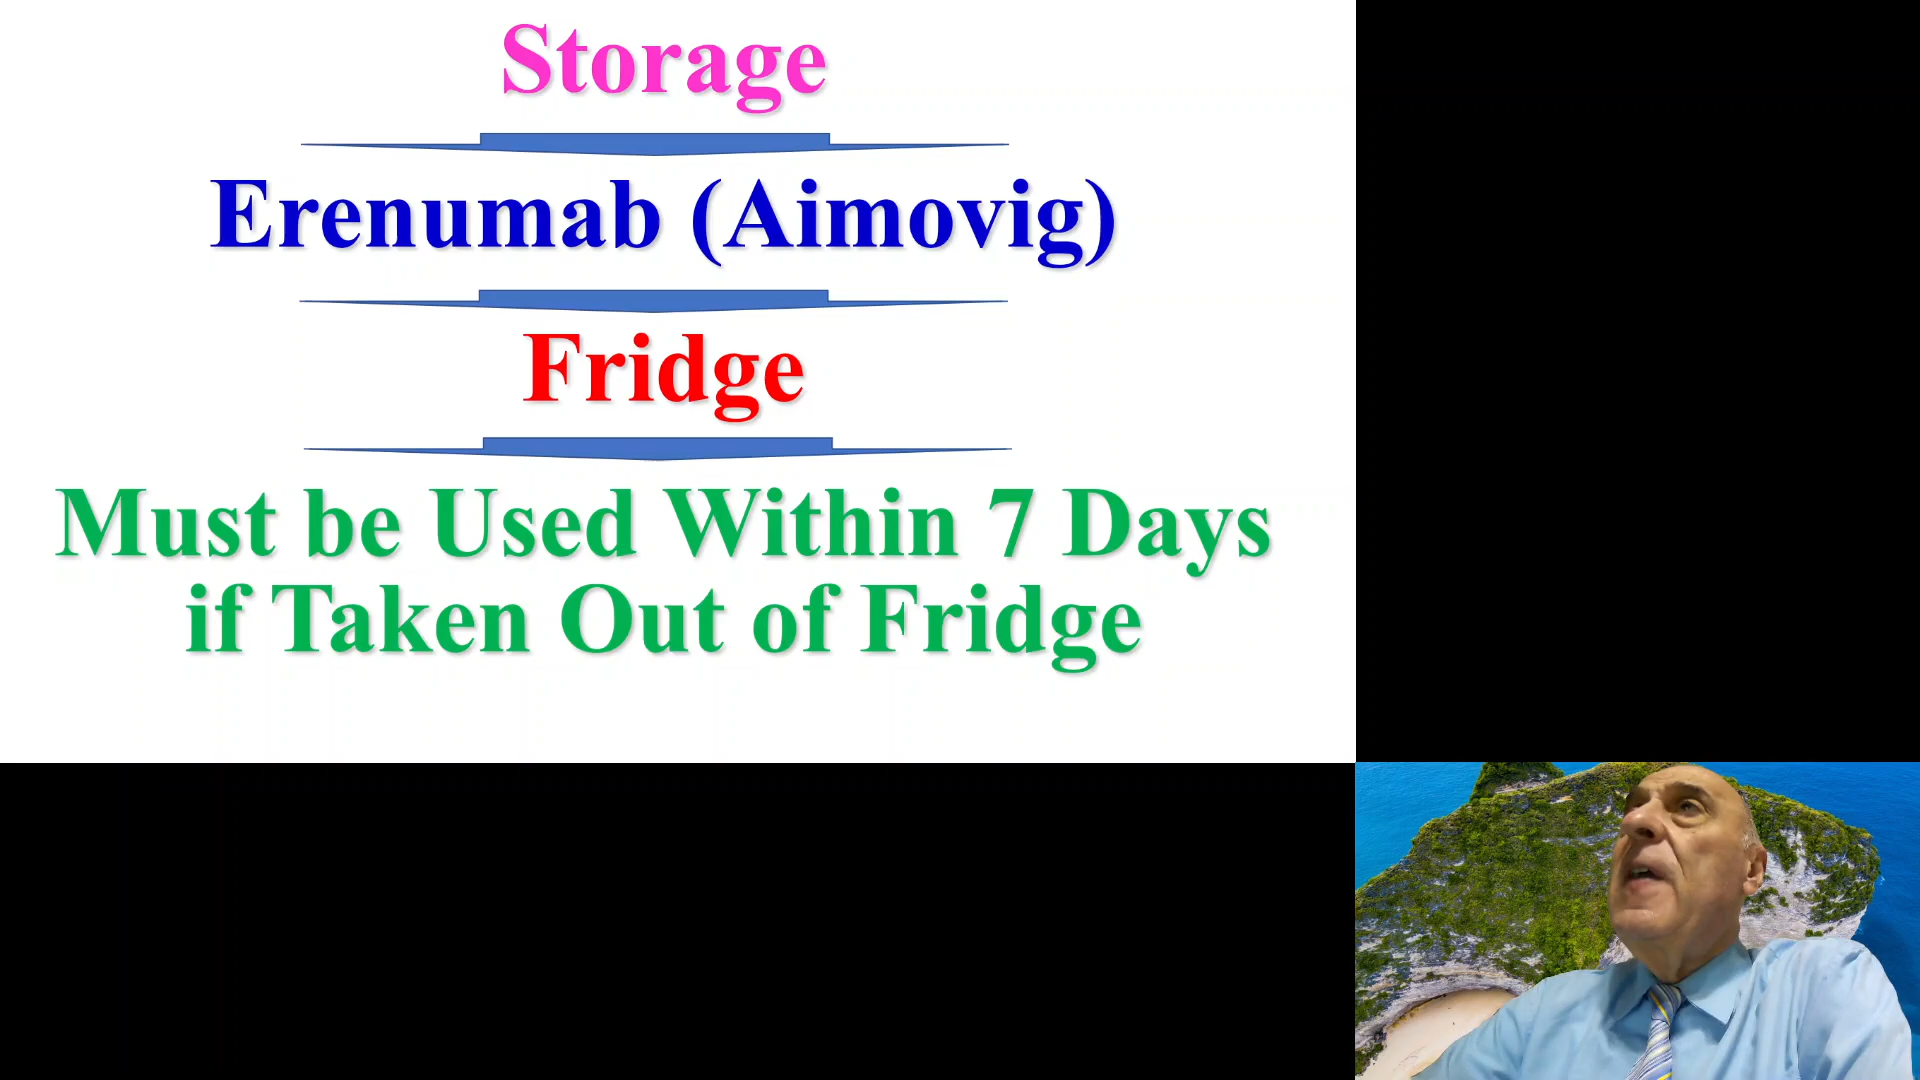 Storage
Erenumab (Aimovig)
Fridge
Must be Used Within 7 Days
if Taken Out of Fridge